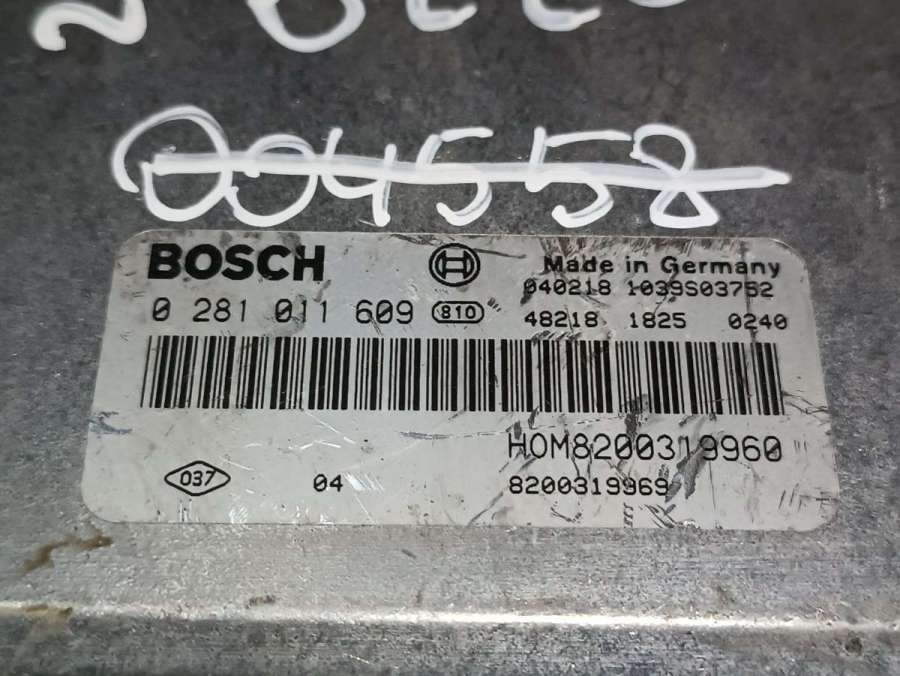 004558
BOSCH
Made in Germany
040218 1039S03752
0 281 011 609 810
48218 1825 0240
HOM8200319960
037 04 8200319969